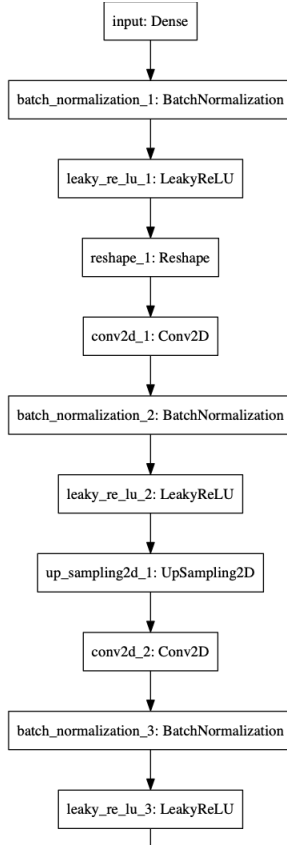 input: Dense
batch_normalization_1: BatchNormalization
leaky_re_lu_1: LeakyReLU
reshape_1: Reshape
conv2d_1: Conv2D
batch_normalization_2: BatchNormalization
leaky_re_lu_2: LeakyReLU
up_sampling2d_1: UpSampling2D
conv2d_2: Conv2D
batch_normalization_3: BatchNormalization
leaky_re_lu_3: LeakyReLU